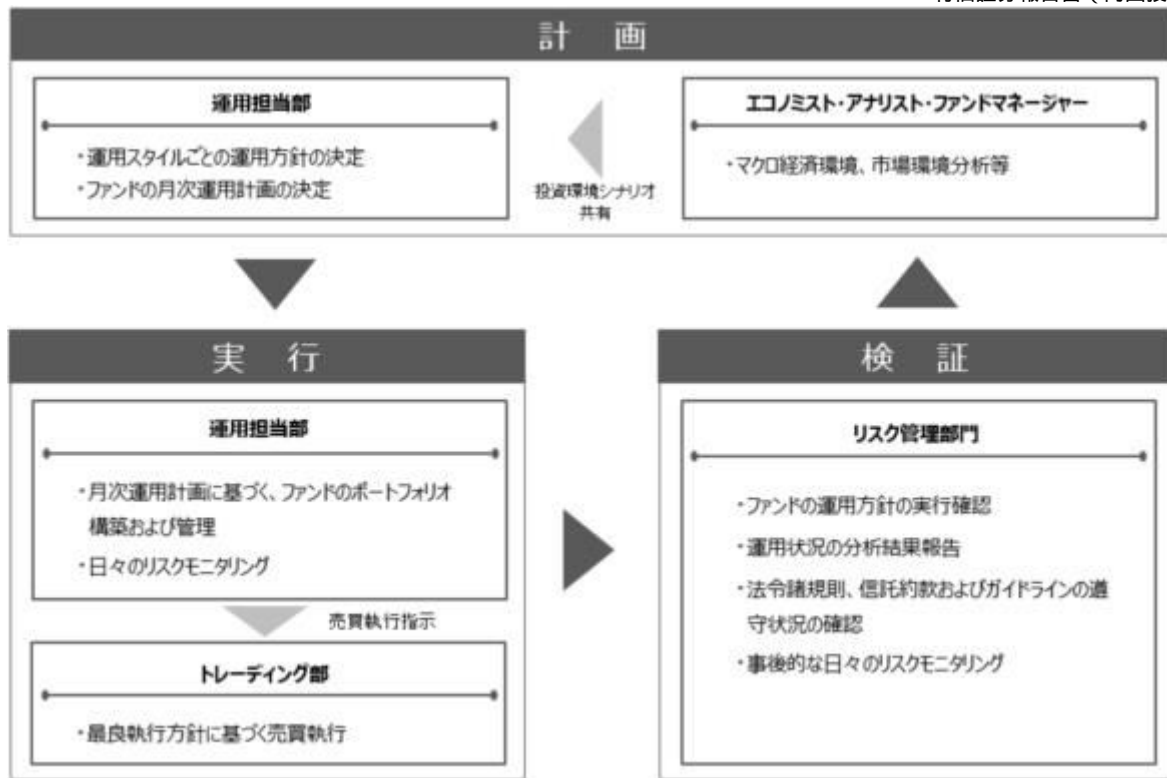 計 画
運用担当部
・運用スタイルごとの運用方針の決定
・ファンドの月次運用計画の決定
投資環境シナリオ
共有
エコノミスト・アナリスト・ファンドマネージャー
・マクロ経済環境、市場環境分析等
実 行
運用担当部
・月次運用計画に基づく、ファンドのポートフォリオ
構築および管理
・日々のリスクモニタリング
売買執行指示
トレーディング部
・最良執行方針に基づく売買執行
検 証
リスク管理部門
・ファンドの運用方針の実行確認
・運用状況の分析結果報告
・法令諸規則、信託約款およびガイドラインの遵
守状況の確認
・事後的な日々のリスクモニタリング